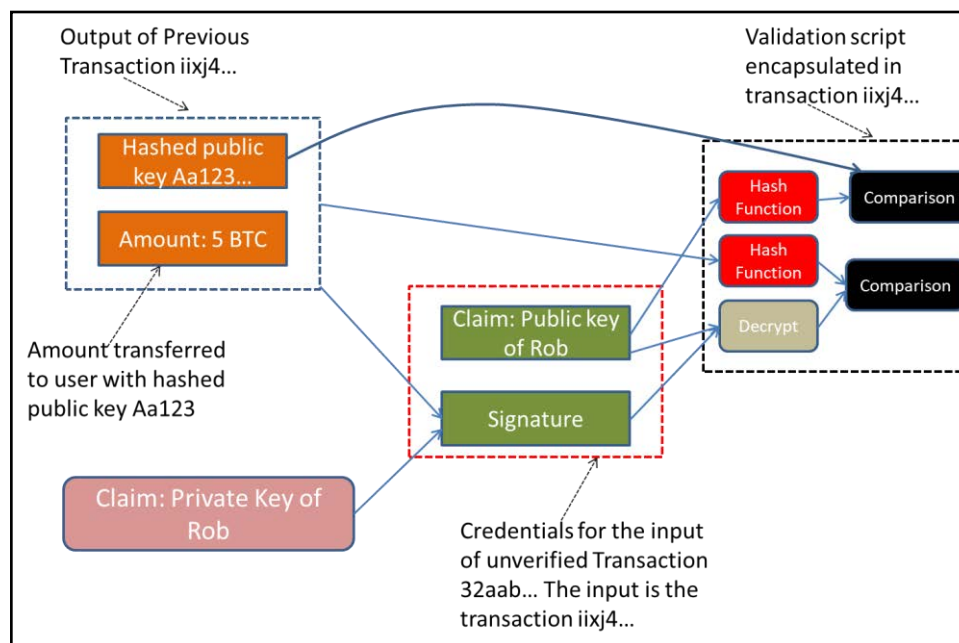 Output of Previous
Transaction iixj4...
Validation script
encapsulated in
transaction iixj4...
Hashed public
key Aa123...
Amount: 5 BTC
Hash
Function
Comparison
Hash
Function
Comparison
Decrypt
Claim: Public key
of Rob
Signature
Amount transferred
to user with hashed
public key Aa123
Claim: Private Key of
Rob
Credentials for the input
of unverified Transaction
32aab... The input is the
transaction iixj4...